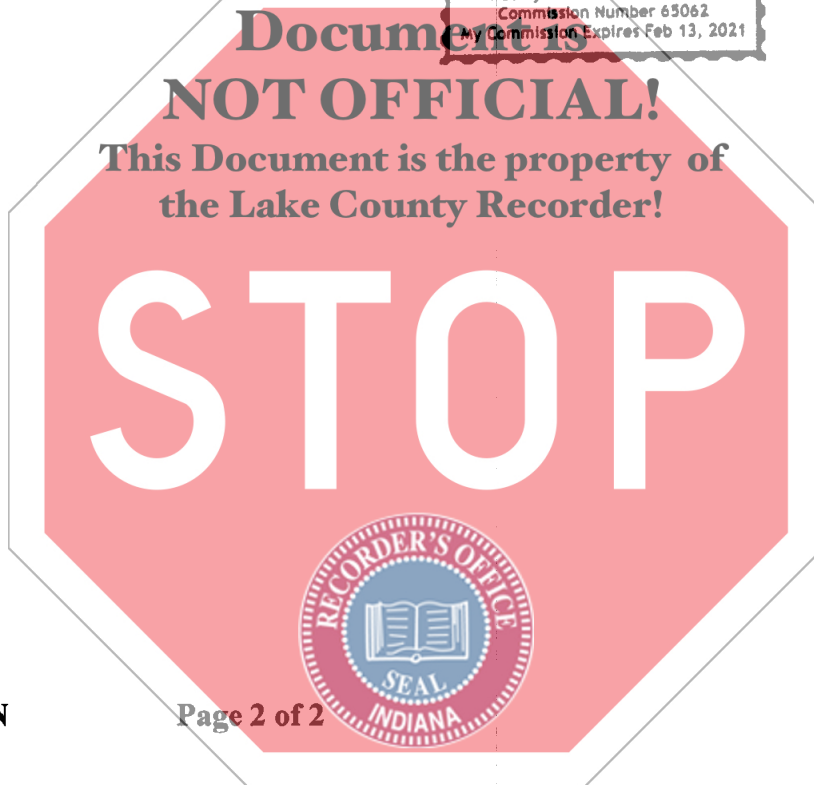 Commission Number 65062
My Commission Expires Feb 13, 2021
Document is
NOT OFFICIAL!
This Document is the property of
the Lake County Recorder!
STOP
RECORDER'S OFFICE
SEAL
INDIANA
N
Page 2 of 2